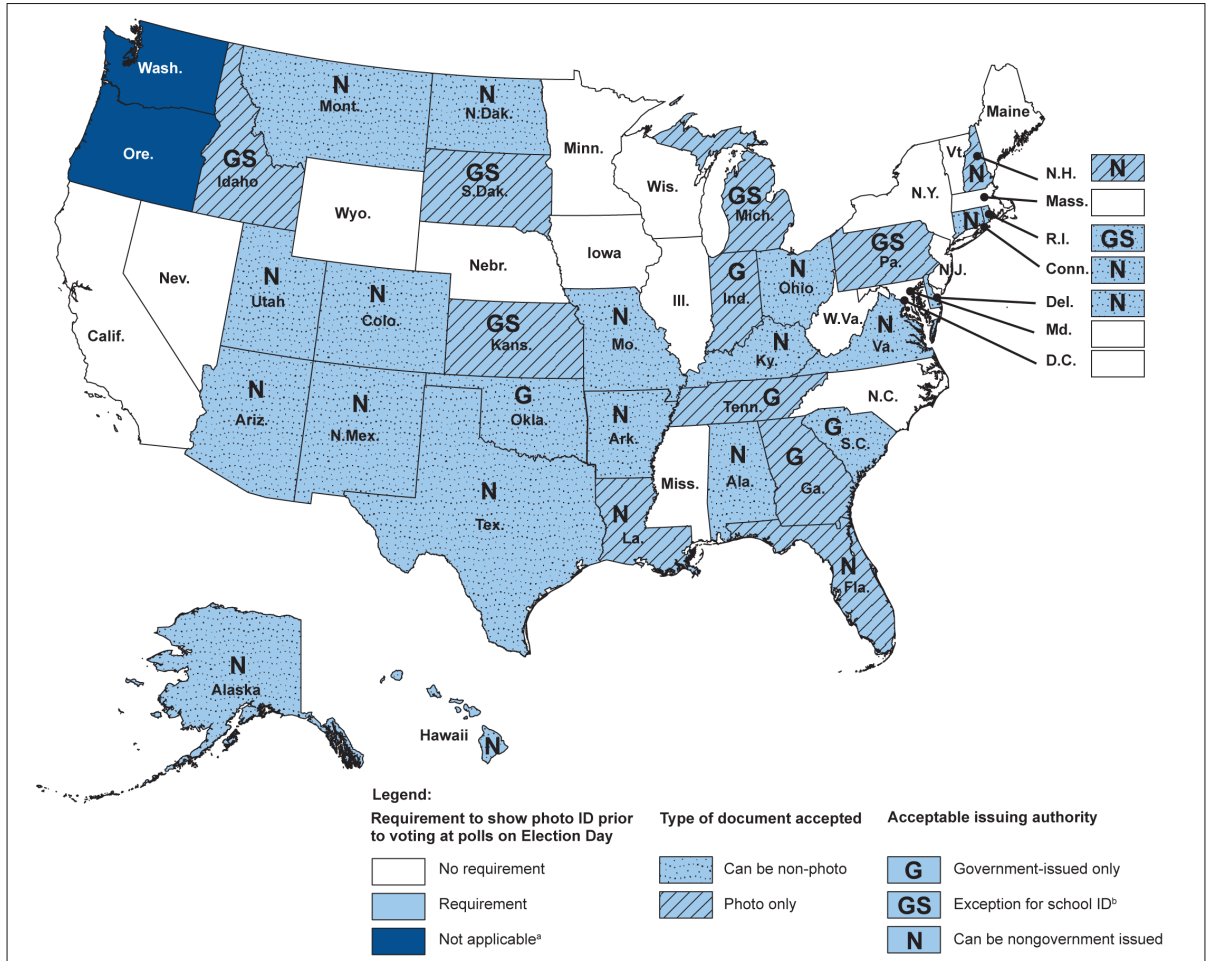 Wash.
N
Mont.
N
N.Dak.
Minn.
Maine
Ore.
GS
Idaho
GS
S.Dak.
Wis.
GS
Mich.
N.Y.
Vt.
N
N.H.
N
Mass.
R.I.
GS
Conn.
N
N
Del.
N
Md.
D.C.
Wyo.
Nebr.
Iowa
Ill.
G
Ind.
N
Ohio
GS
Pa.
N.J.
Nev.
N
Utah
N
Colo.
GS
Kans.
N
Mo.
N
Ky.
W.Va.
N
Va.
Calif.
N
Ariz.
N
N.Mex.
G
Okla.
N
Ark.
Tenn. G
N.C.
G
S.C.
N
Tex.
N
La.
Miss.
N
Ala.
G
Ga.
N
Fla.
N
Alaska
Hawaii
N
Legend:
Requirement to show photo ID prior
to voting at polls on Election Day
No requirement
Requirement
Not applicableᵃ
Type of document accepted
Can be non-photo
Photo only
Acceptable issuing authority
G Government-issued only
GS Exception for school IDᵇ
N Can be nongovernment issued